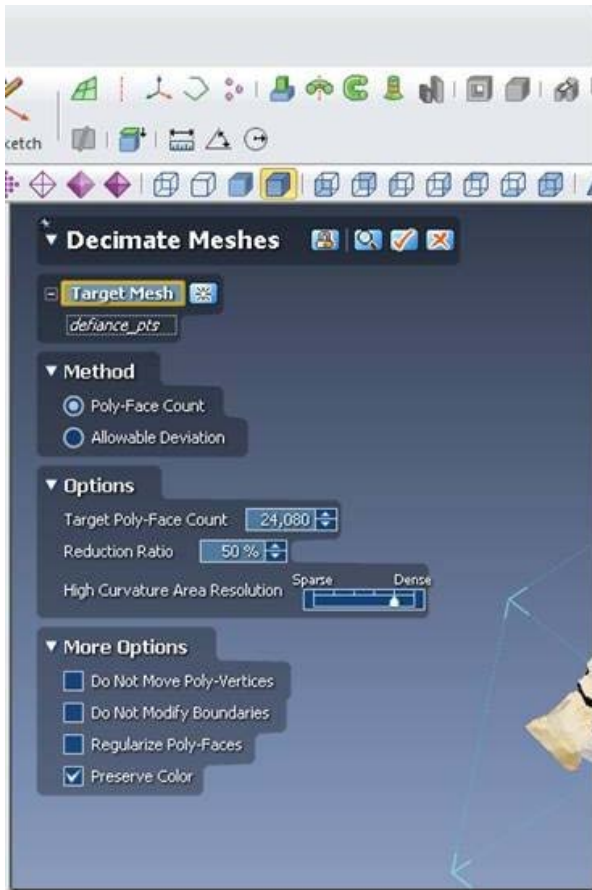 etch
Decimate Meshes
Target Mesh
defiance_pts
Method
Poly-Face Count
Allowable Deviation
Options
Target Poly-Face Count 24,080
Reduction Ratio 50 %
Sparse Dense
High Curvature Area Resolution
More Options
Do Not Move Poly-Vertices
Do Not Modify Boundaries
Regularize Poly-Faces
Preserve Color